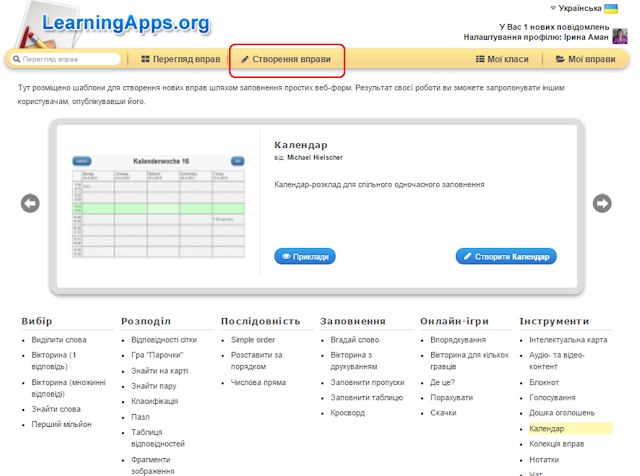 LearningApps.org
Українська
У Вас 1 нових повідомлень
Налаштування профілю: Ірина Аман
Перегляд вправ
Перегляд вправ
Створення вправи
Мої класи
Мої вправи
Тут розміщено шаблони для створення нових вправ шляхом заповнення простих веб-форм. Результат своєї роботи ви зможете запропонувати іншим
користувачам, опублікувавши його.
Kalenderwoche 16
Календар
від: Michael Hielscher
Календар-розклад для спільного одночасного заповнення
Приклади
Створити Календар
Вибір
Виділити слова
Вікторина (1
відповідь)
Вікторина (множинні
відповіді)
Знайти слова
Перший мільйон
Розподіл
Відповідності сітки
Гра "Парочки"
Знайти на карті
Знайти пару
Класифікація
Пазл
Таблиця
відповідностей
Фрагменти
зображення
Послідовність
Simple order
Розставити за
порядком
Числова пряма
Заповнення
Вгадай слово
Вікторина з
друкуванням
Заповнити пропуски
Заповнити таблицю
Кросворд
Онлайн-ігри
Впорядкування
Вікторина для кількох
гравців
Де це?
Порахувати
Скачки
Інструменти
Інтелектуальна карта
Аудіо- та відео-
контент
Блокнот
Голосування
Дошка оголошень
Календар
Колекція вправ
Нотатки
Чат